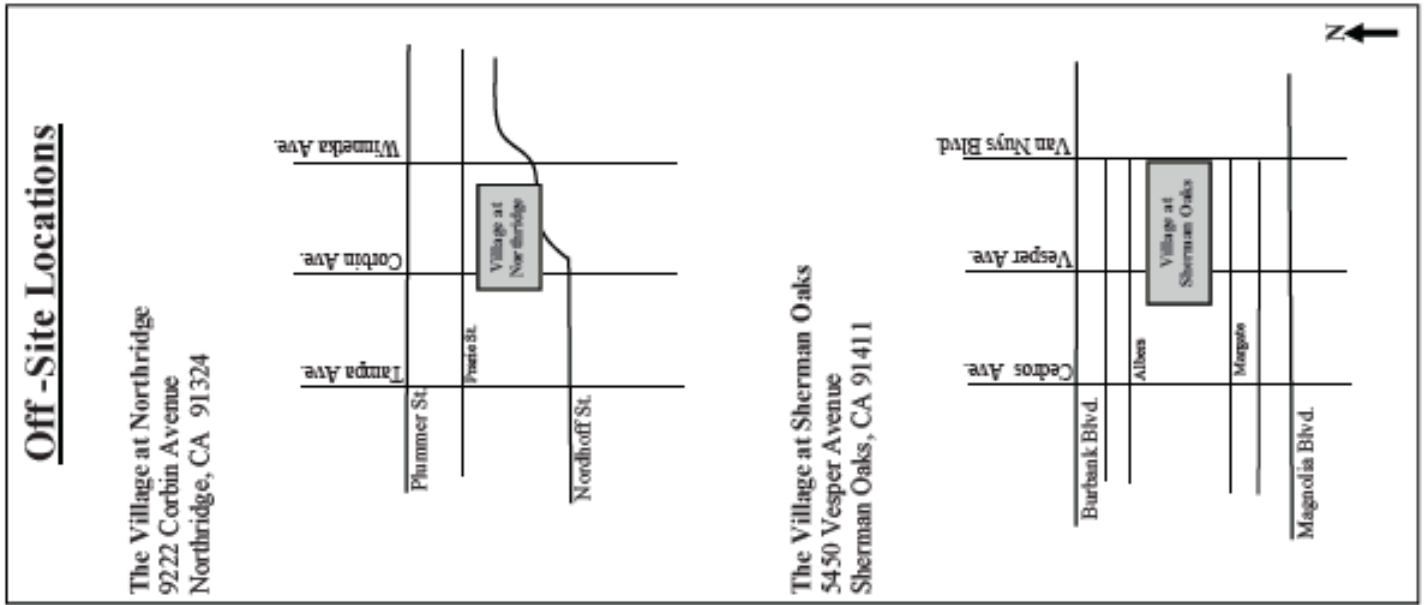 Off -Site Locations
The Village at Northridge
9222 Corbin Avenue
Northridge, CA 91324
Tampa Ave.
Corbin Ave.
Winnetka Ave.
Plummer St.
Prarie St.
Village at
Northridge
Nordhoff St.
The Village at Sherman Oaks
5450 Vesper Avenue
Sherman Oaks, CA 91411
Cedros Ave.
Vesper Ave.
Van Nuys Blvd.
Burbank Blvd.
Albers
Village at
Sherman Oaks
Margate
Magnolia Blvd.
N